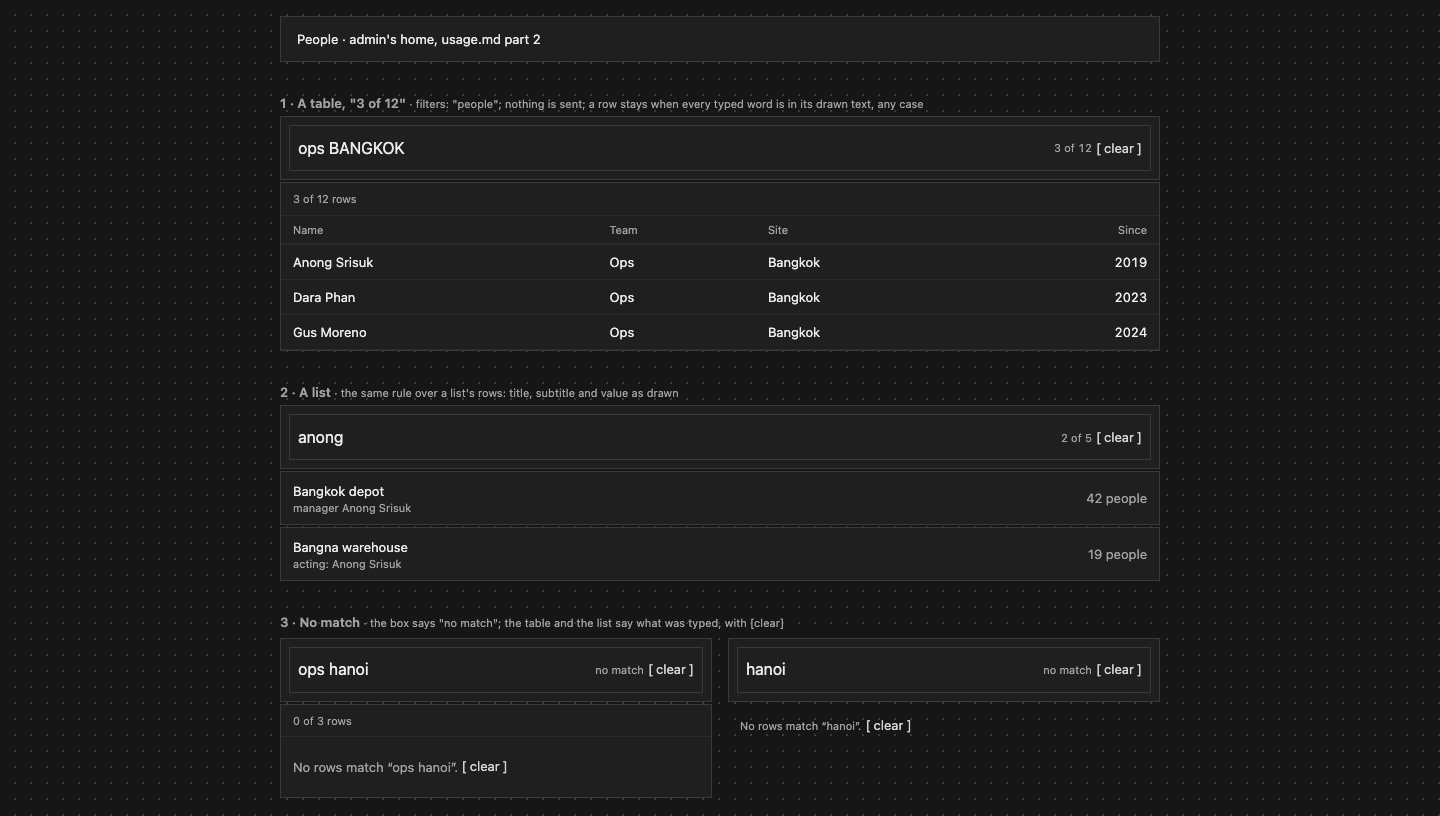 People · admin's home, usage.md part 2
1 · A table, "3 of 12" · filters: "people"; nothing is sent; a row stays when every typed word is in its drawn text, any case
ops BANGKOK 3 of 12 [ clear ]
3 of 12 rows
Name Team Site Since
Anong Srisuk Ops Bangkok 2019
Dara Phan Ops Bangkok 2023
Gus Moreno Ops Bangkok 2024
2 · A list · the same rule over a list's rows: title, subtitle and value as drawn
anong 2 of 5 [ clear ]
Bangkok depot
manager Anong Srisuk
42 people
Bangna warehouse
acting: Anong Srisuk
19 people
3 · No match · the box says "no match"; the table and the list say what was typed, with [clear]
ops hanoi no match [ clear ]
0 of 3 rows
No rows match “ops hanoi”. [ clear ]
hanoi no match [ clear ]
No rows match “hanoi”. [ clear ]